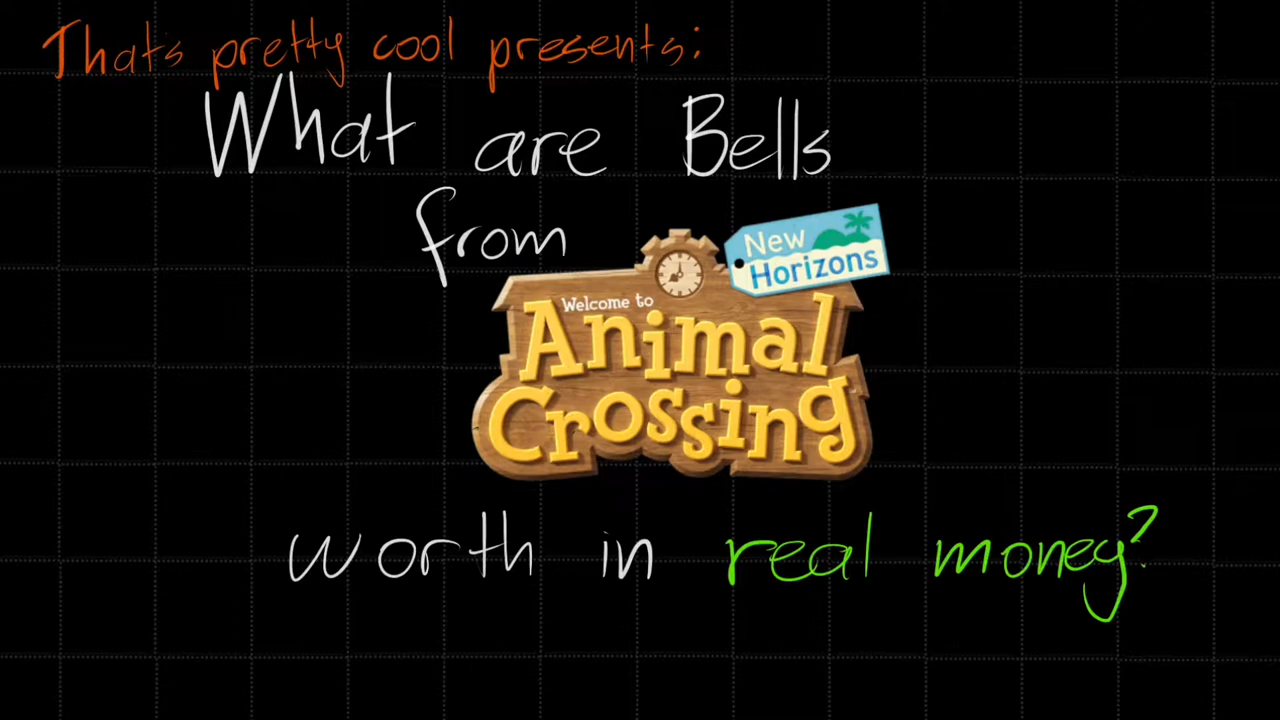 Thats pretty cool presents:
What are Bells
from
New
Horizons
Welcome to
Animal
Crossing
worth in real money?